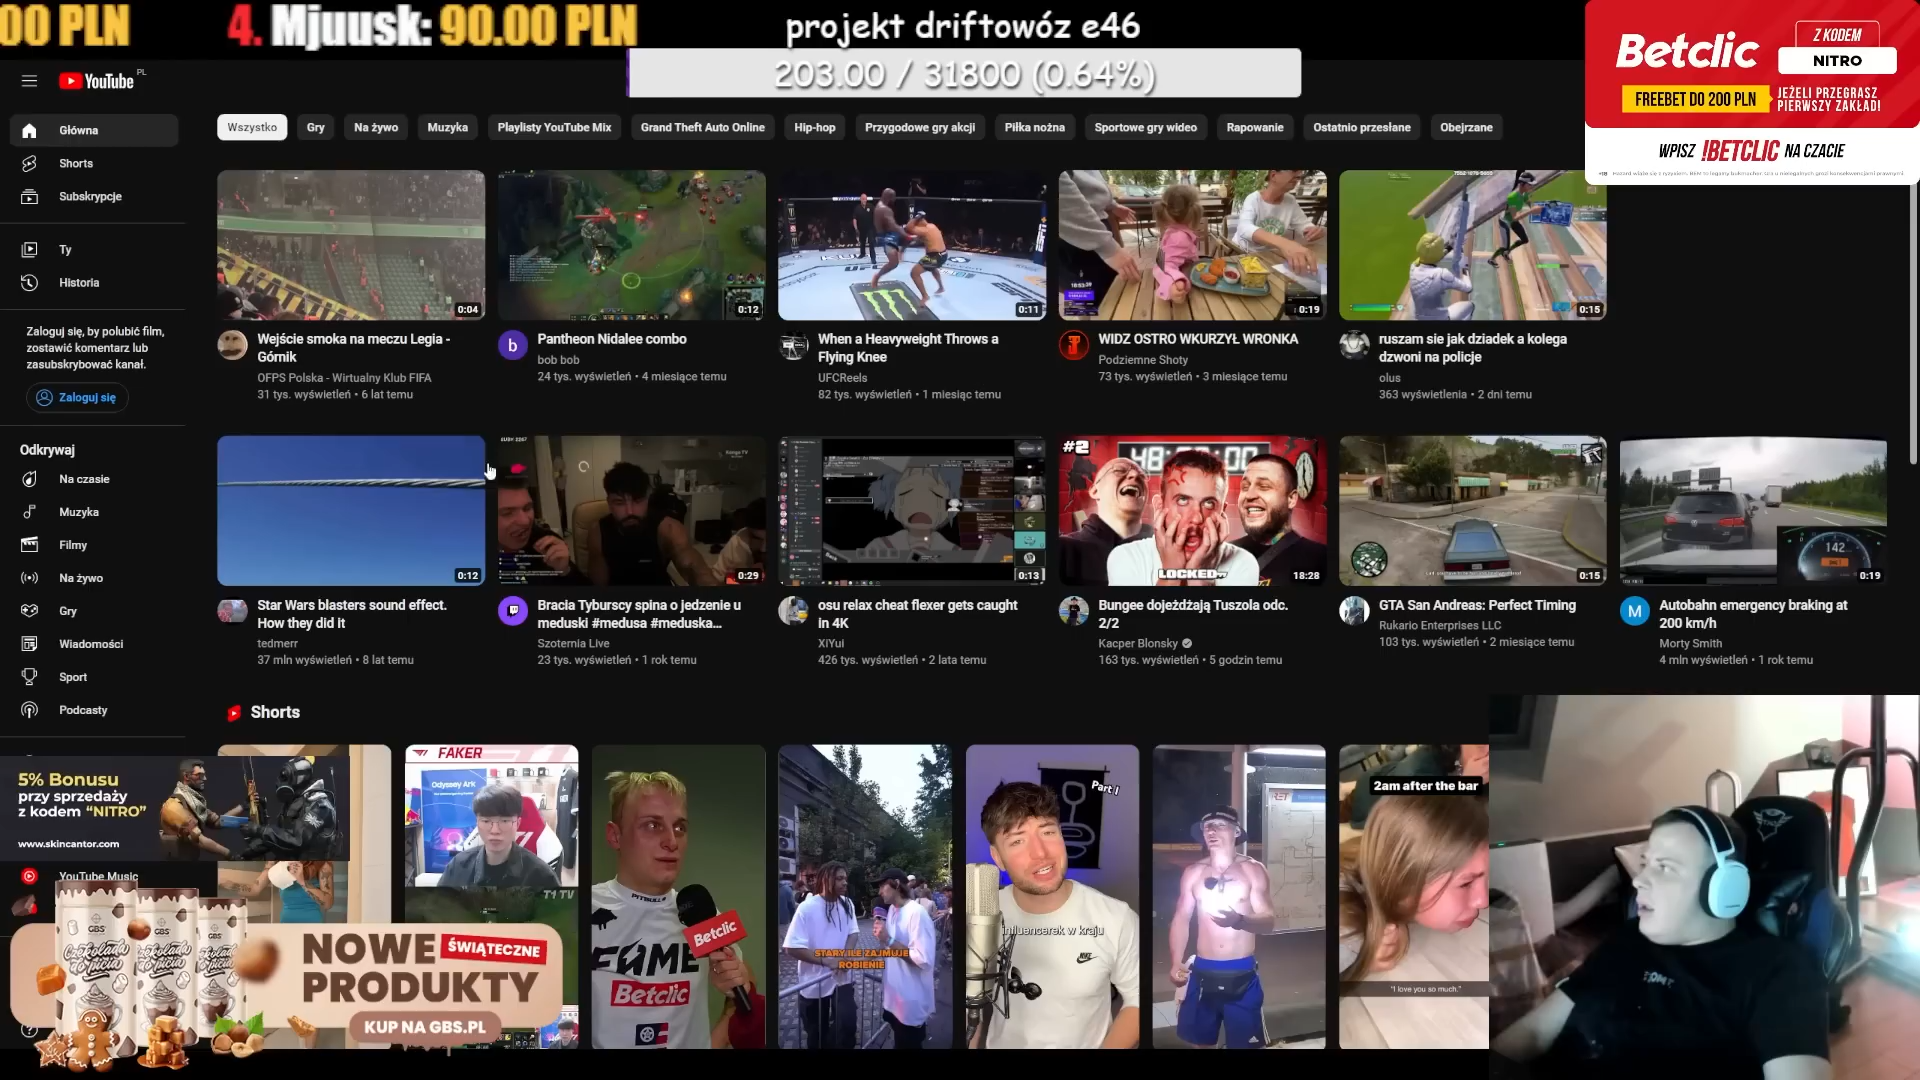 00 PLN
4. Mjuusk: 90.00 PLN
projekt driftowóz e46
203.00 / 31800 (0.64%)
Betclic
Z KODEM
NITRO
FREEBET DO 200 PLN
JEŻELI PRZEGRASZ
PIERWSZY ZAKŁAD!
WPISZ !BETCLIC NA CZACIE
YouTube PL
Główna
Shorts
Subskrypcje
Ty
Historia
Zaloguj się, by polubić film,
zostawić komentarz lub
zasubskrybować kanał.
Zaloguj się
Odkrywaj
Na czasie
Muzyka
Filmy
Na żywo
Gry
Wiadomości
Sport
Podcasty
YouTube Music
Wszystko
Gry
Na żywo
Muzyka
Playlisty YouTube Mix
Grand Theft Auto Online
Hip-hop
Przygodowe gry akcji
Piłka nożna
Sportowe gry wideo
Rapowanie
Ostatnio przesłane
Obejrzane
0:04
Wejście smoka na meczu Legia -
Górnik
OFPS Polska - Wirtualny Klub FIFA
31 tys. wyświetleń • 6 lat temu
0:12
b
Pantheon Nidalee combo
bob bob
24 tys. wyświetleń • 4 miesiące temu
0:11
When a Heavyweight Throws a
Flying Knee
UFCReels
82 tys. wyświetleń • 1 miesiąc temu
0:19
WIDZ OSTRO WKURZYŁ WRONKA
Podziemne Shoty
73 tys. wyświetleń • 3 miesiące temu
0:15
ruszam sie jak dziadek a kolega
dzwoni na policje
olus
363 wyświetlenia • 2 dni temu
0:12
Star Wars blasters sound effect.
How they did it
tedmerr
37 mln wyświetleń • 8 lat temu
0:29
Bracia Tyburscy spina o jedzenie u
meduski #medusa #meduska...
Szoternia Live
23 tys. wyświetleń • 1 rok temu
0:13
osu relax cheat flexer gets caught
in 4K
XIYui
426 tys. wyświetleń • 2 lata temu
#2
48:00:00
LOCKED
18:28
Bungee dojeżdżają Tuszola odc.
2/2
Kacper Blonsky
163 tys. wyświetleń • 5 godzin temu
0:15
GTA San Andreas: Perfect Timing
Rukario Enterprises LLC
103 tys. wyświetleń • 2 miesiące temu
142
0:19
M
Autobahn emergency braking at
200 km/h
Morty Smith
4 mln wyświetleń • 1 rok temu
Shorts
FAKER
Odyssey Ark
T1 TV
PITBULL
Betclic
FAME
Betclic
STARY ILE ZAJMUJE
ROBIENIE
Part I
influencerek w kraju
2am after the bar
"I love you so much."
5% Bonusu
przy sprzedaży
z kodem "NITRO"
www.skincantor.com
GBS
Czekolada
do picia
NOWE ŚWIĄTECZNE
PRODUKTY
KUP NA GBS.PL